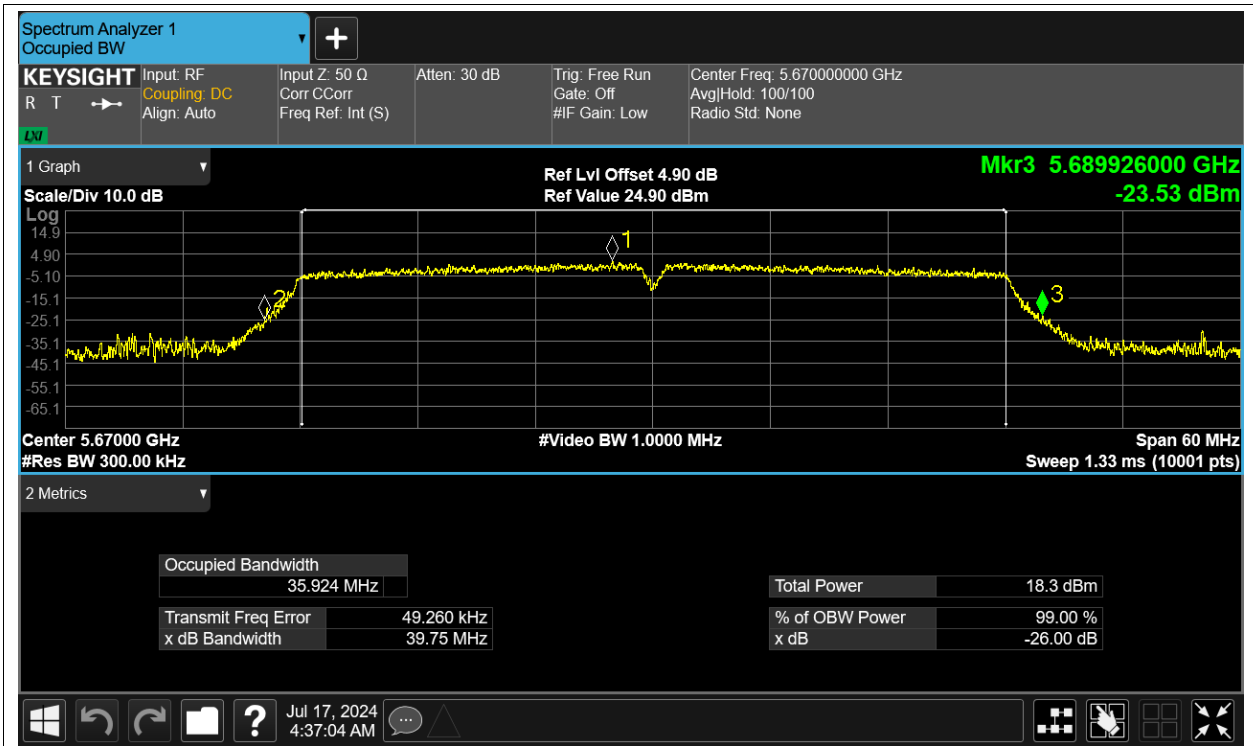 Spectrum Analyzer 1
Occupied BW
KEYSIGHT
R T
LXI
Input: RF
Coupling: DC
Align: Auto
Input Z: 50 Ω
Corr CCorr
Freq Ref: Int (S)
Atten: 30 dB
Trig: Free Run
Gate: Off
#IF Gain: Low
Center Freq: 5.670000000 GHz
Avg|Hold: 100/100
Radio Std: None
1 Graph
Scale/Div 10.0 dB
Ref Lvl Offset 4.90 dB
Ref Value 24.90 dBm
Mkr3 5.689926000 GHz
-23.53 dBm
Log
14.9
4.90
-5.10
-15.1
-25.1
-35.1
-45.1
-55.1
-65.1
1
2
3
Center 5.67000 GHz
#Video BW 1.0000 MHz
Span 60 MHz
#Res BW 300.00 kHz
Sweep 1.33 ms (10001 pts)
2 Metrics
Occupied Bandwidth
35.924 MHz
Transmit Freq Error 49.260 kHz
x dB Bandwidth 39.75 MHz
Total Power 18.3 dBm
% of OBW Power 99.00 %
x dB -26.00 dB
?
Jul 17, 2024
4:37:04 AM